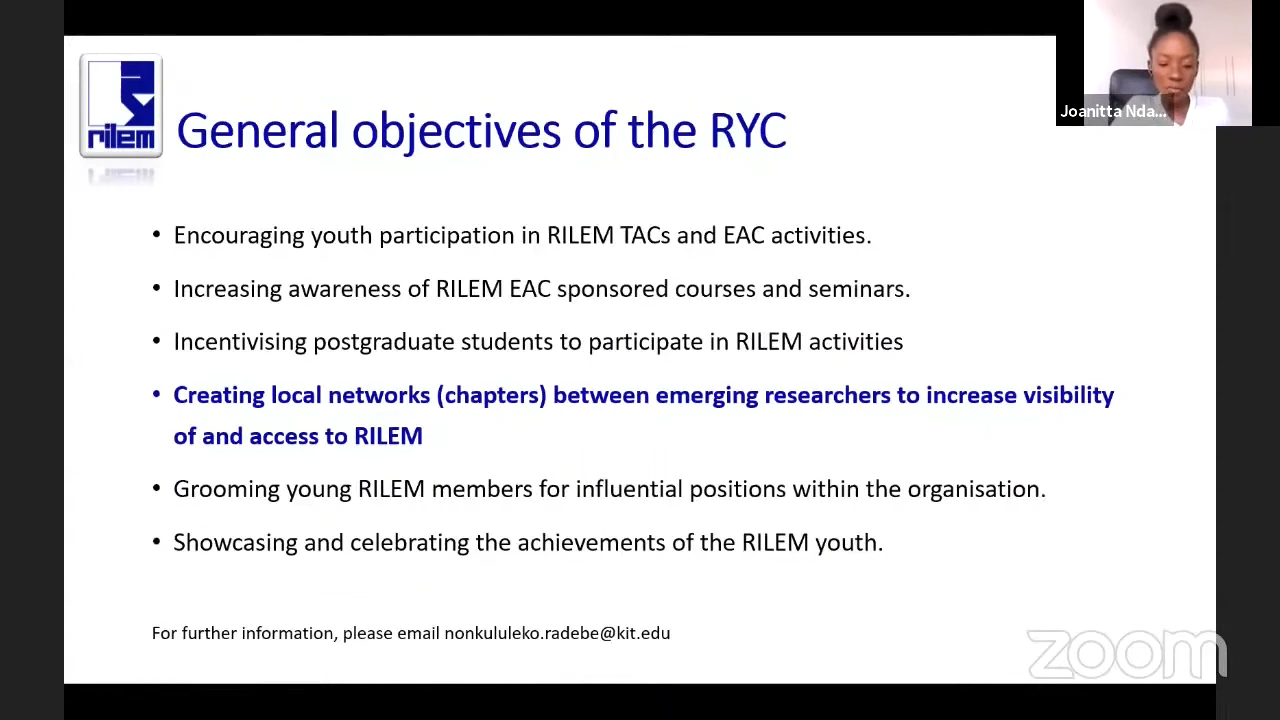 rilem
General objectives of the RYC
Joanitta Nda...
• Encouraging youth participation in RILEM TACs and EAC activities.
• Increasing awareness of RILEM EAC sponsored courses and seminars.
• Incentivising postgraduate students to participate in RILEM activities
• Creating local networks (chapters) between emerging researchers to increase visibility
of and access to RILEM
• Grooming young RILEM members for influential positions within the organisation.
• Showcasing and celebrating the achievements of the RILEM youth.
For further information, please email nonkululeko.radebe@kit.edu
zoom